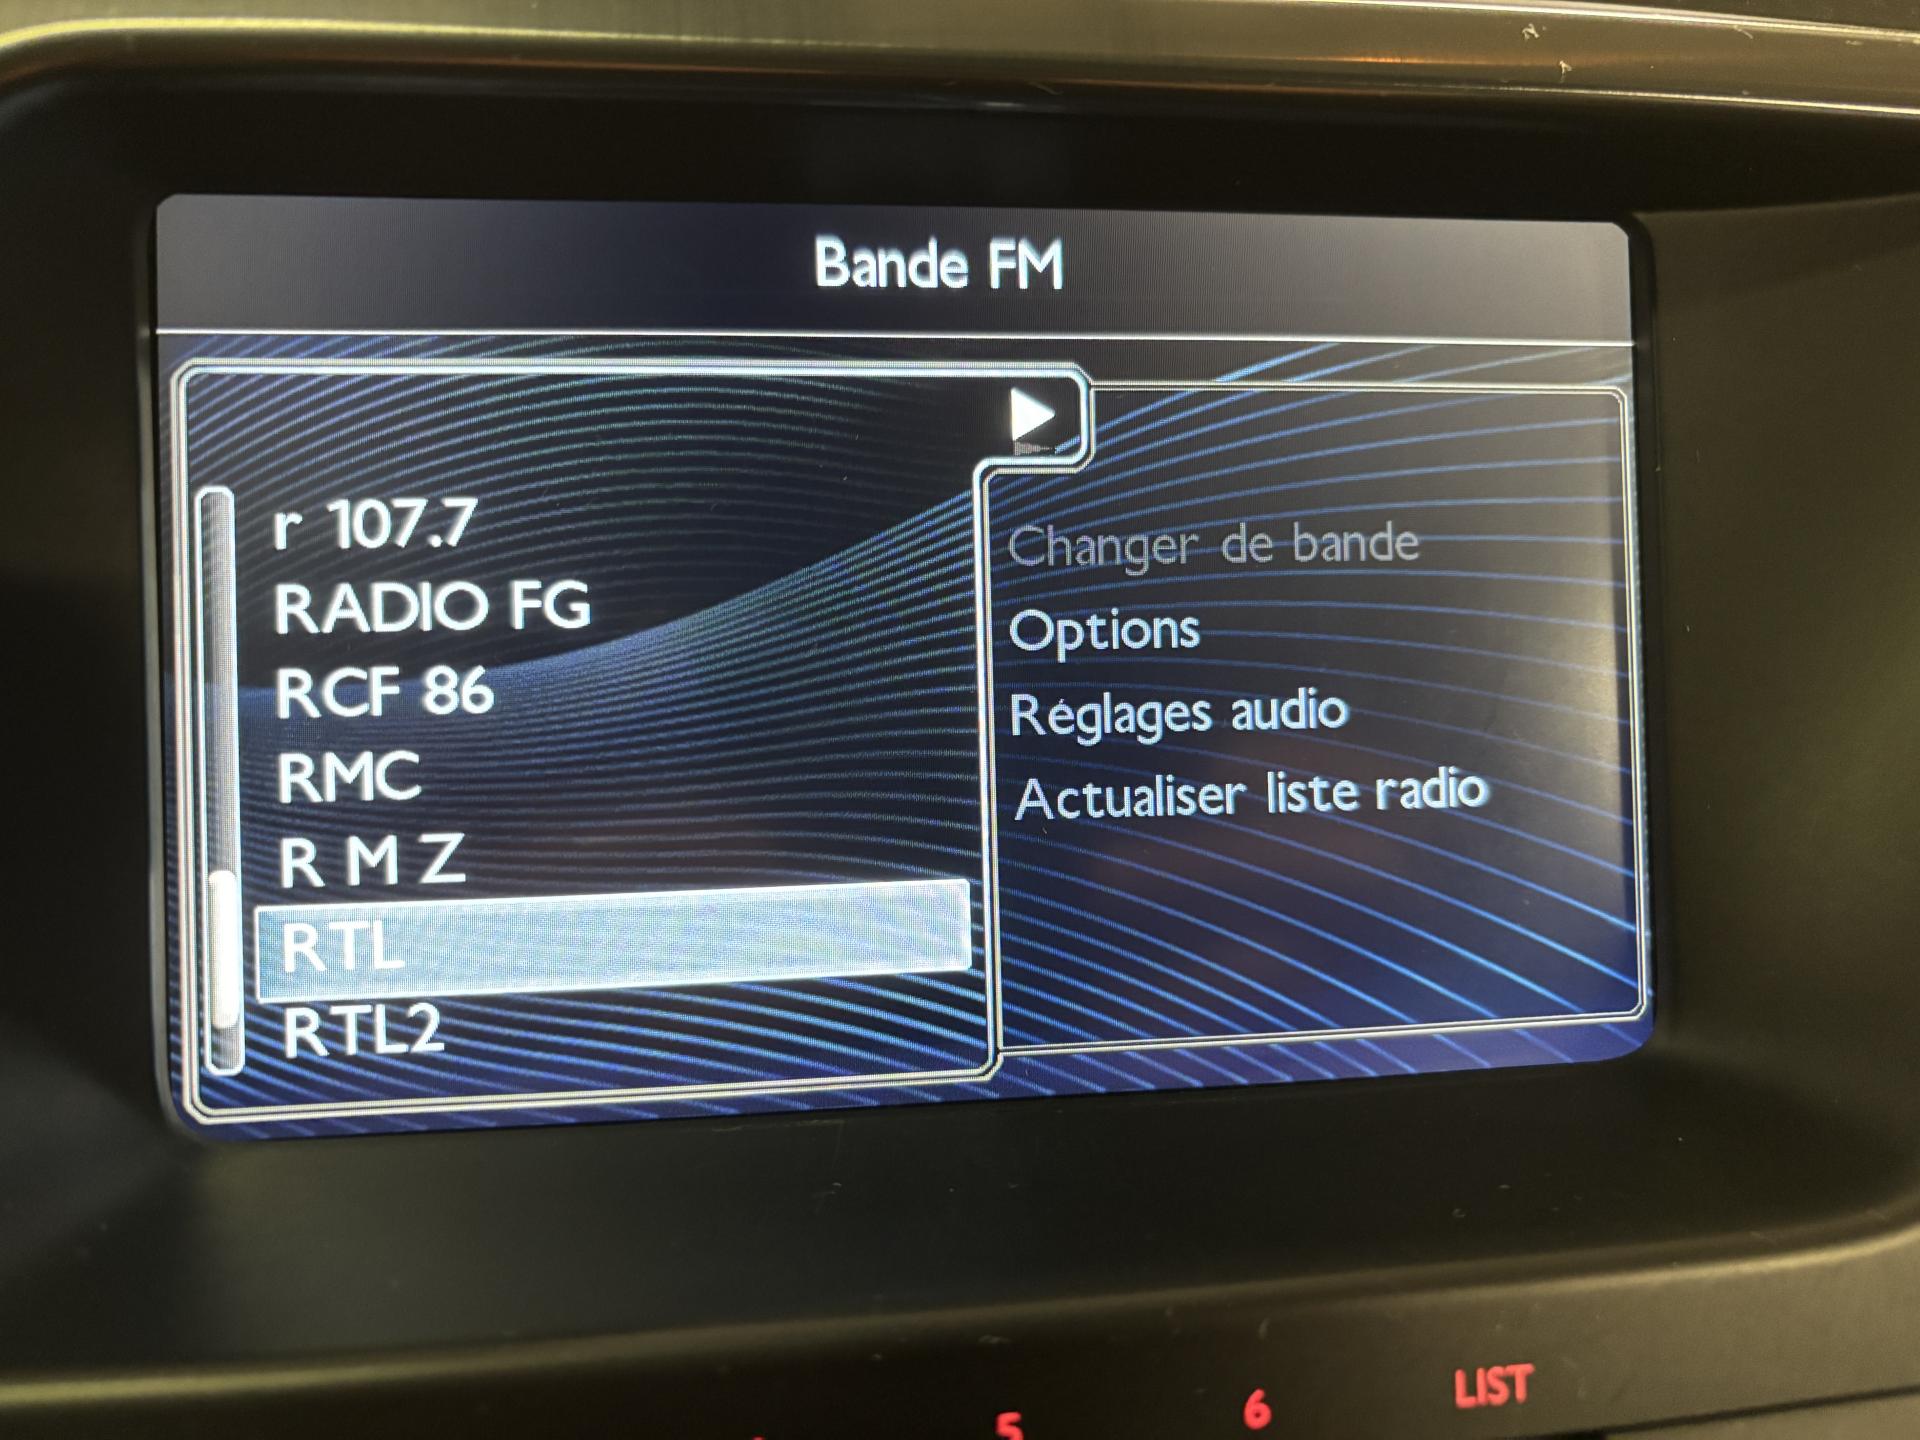 Bande FM
r 107.7
RADIO FG
RCF 86
RMC
R M Z
RTL
RTL2
Changer de bande
Options
Réglages audio
Actualiser liste radio
5
6
LIST